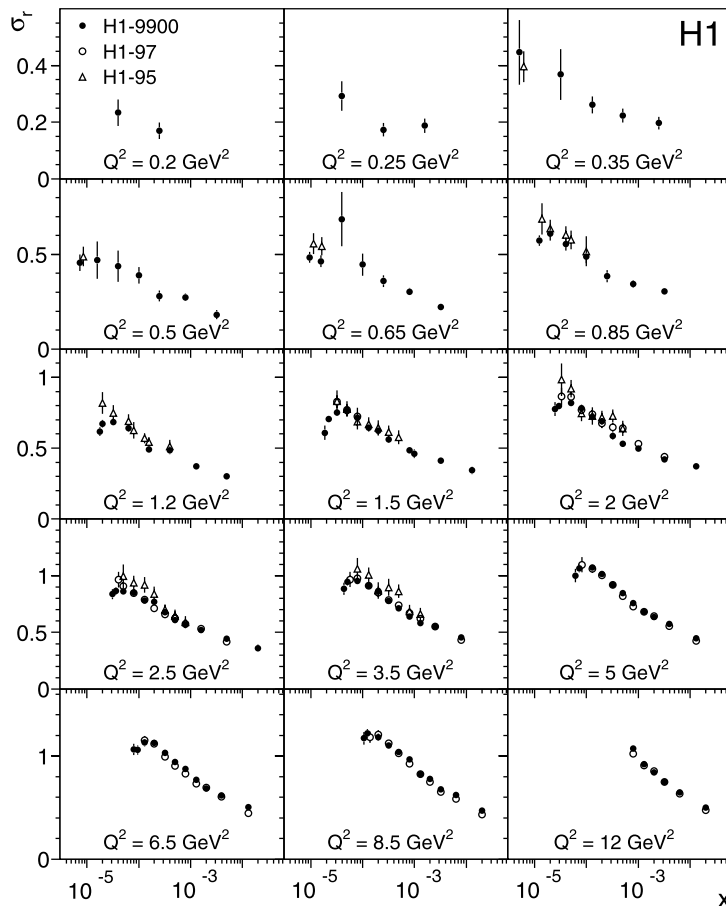 σr
H1
H1-9900
H1-97
H1-95
0.4
0.2
0
Q² = 0.2 GeV²
Q² = 0.25 GeV²
Q² = 0.35 GeV²
0.5
0
Q² = 0.5 GeV²
Q² = 0.65 GeV²
Q² = 0.85 GeV²
1
0.5
0
Q² = 1.2 GeV²
Q² = 1.5 GeV²
Q² = 2 GeV²
1
0.5
0
Q² = 2.5 GeV²
Q² = 3.5 GeV²
Q² = 5 GeV²
1
0
Q² = 6.5 GeV²
Q² = 8.5 GeV²
Q² = 12 GeV²
10⁻⁵ 10⁻³ 10⁻⁵ 10⁻³ 10⁻⁵ 10⁻³
x